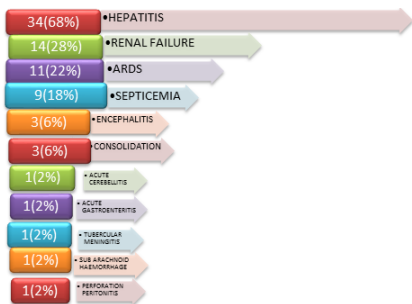 34(68%) •HEPATITIS
14(28%) •RENAL FAILURE
11(22%) •ARDS
9(18%) •SEPTICEMIA
3(6%) •ENCEPHALITIS
3(6%) •CONSOLIDATION
1(2%) • ACUTE
CEREBELLITIS
1(2%) • ACUTE
GASTROENTERITIS
1(2%) • TUBERCULAR
MENINGITIS
1(2%) • SUB ARACHNOID
HAEMORRHAGE
1(2%) • PERFORATION
PERITONITIS